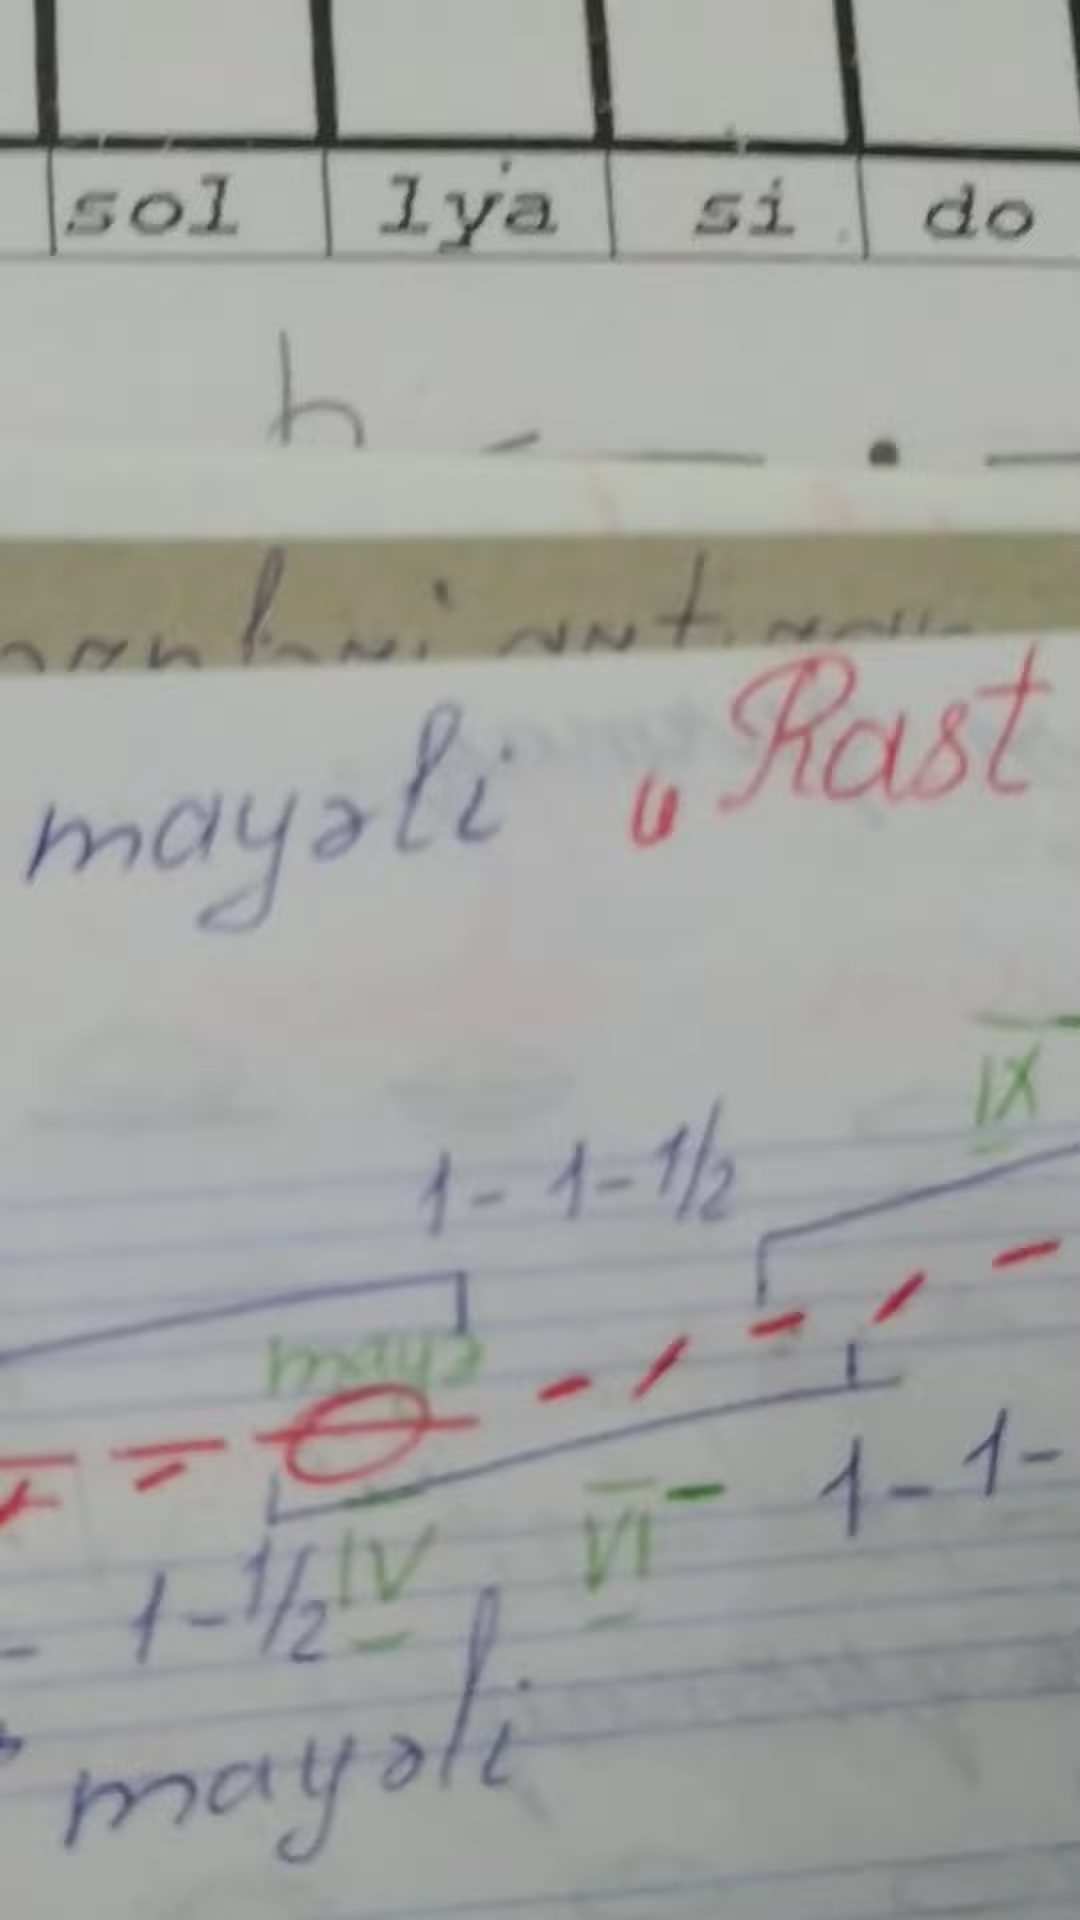 sol lya si do
h
mayəli „Rast
IX
1 - 1 - 1/2
mayə
IV VI 1 - 1 -
1 - 1/2
mayəli